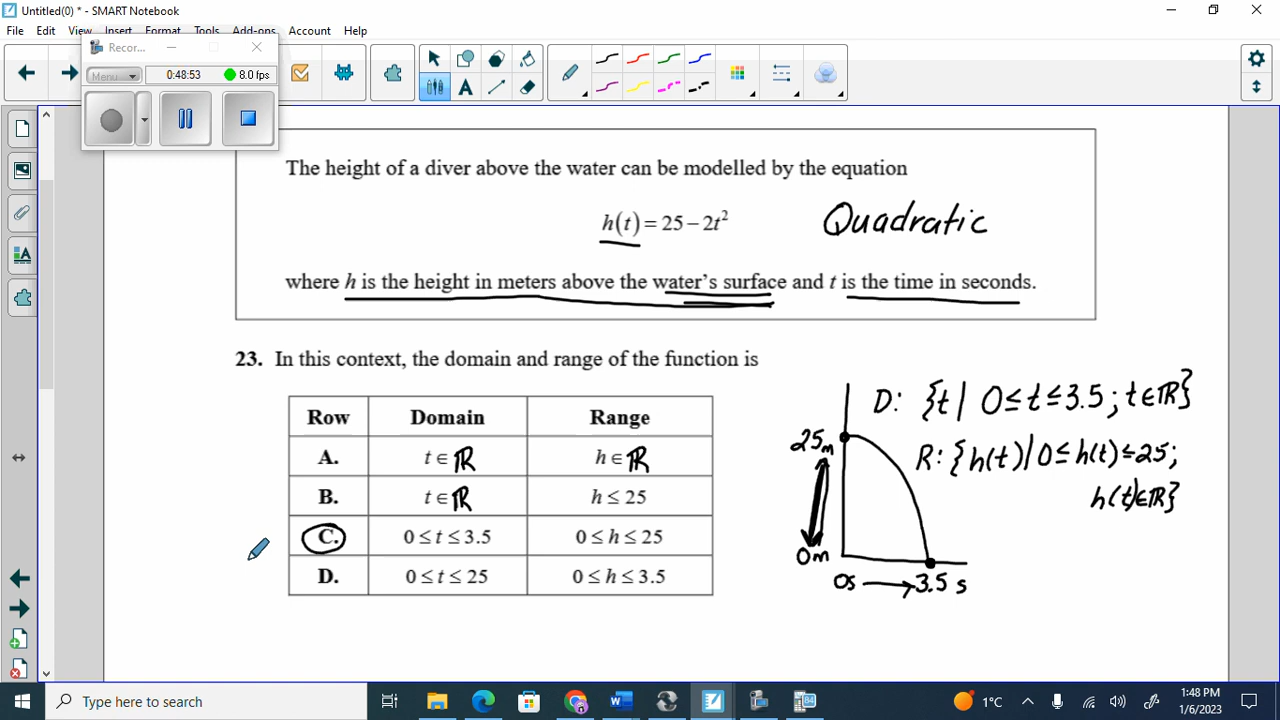 Untitled(0) * - SMART Notebook
File Edit View Insert Format Tools Add-ons Account Help
Recor...
Menu 0:48:53 8.0 fps
The height of a diver above the water can be modelled by the equation
h(t) = 25 – 2t²
Quadratic
where h is the height in meters above the water's surface and t is the time in seconds.
23. In this context, the domain and range of the function is
Row Domain Range
A. t ∈ ℝ h ∈ ℝ
B. t ∈ ℝ h ≤ 25
C. 0 ≤ t ≤ 3.5 0 ≤ h ≤ 25
D. 0 ≤ t ≤ 25 0 ≤ h ≤ 3.5
D: {t | 0 ≤ t ≤ 3.5 ; t ∈ ℝ}
R: {h(t) | 0 ≤ h(t) ≤ 25;
h(t) ∈ ℝ}
25m
0m
0s → 3.5 s
Type here to search
1°C
1:48 PM
1/6/2023